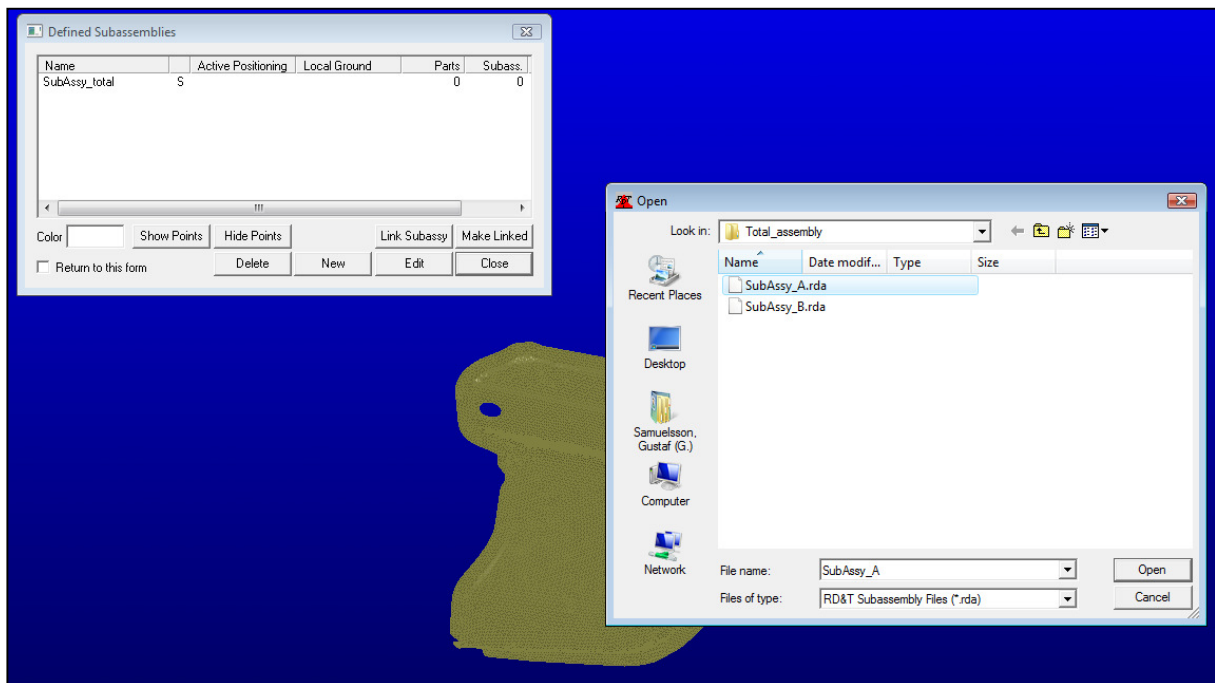 Defined Subassemblies
Name Active Positioning Local Ground Parts Subass.
SubAssy_total S 0 0
Color Show Points Hide Points Link Subassy Make Linked
Return to this form Delete New Edit Close
Open
Look in: Total_assembly
Name Date modif... Type Size
SubAssy_A.rda
SubAssy_B.rda
Recent Places
Desktop
Samuelsson,
Gustaf (G.)
Computer
Network
File name: SubAssy_A Open
Files of type: RD&T Subassembly Files (*.rda) Cancel